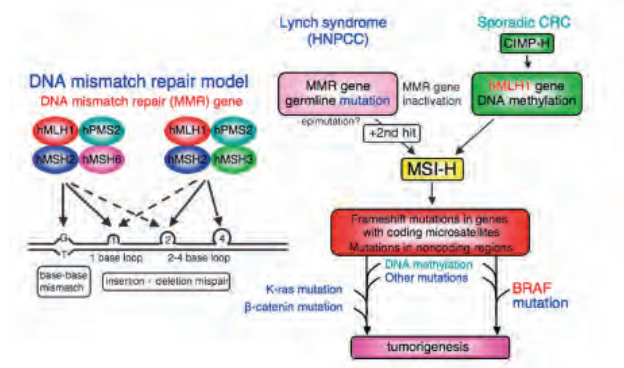 DNA mismatch repair model
DNA mismatch repair (MMR) gene
hMLH1 hPMS2
hMSH2 hMSH6
hMLH1 hPMS2
hMSH2 hMSH3
G
T
1
2
4
1 base loop
2-4 base loop
base-base
mismatch
insertion - deletion mispair
Lynch syndrome
(HNPCC)
Sporadic CRC
CIMP-H
MMR gene
germline mutation
MMR gene
inactivation
hMLH1 gene
DNA methylation
epimutation?
+2nd hit
MSI-H
Frameshift mutations in genes
with coding microsatellites
Mutations in noncoding regions
DNA methylation
Other mutations
K-ras mutation
β-catenin mutation
BRAF
mutation
tumorigenesis